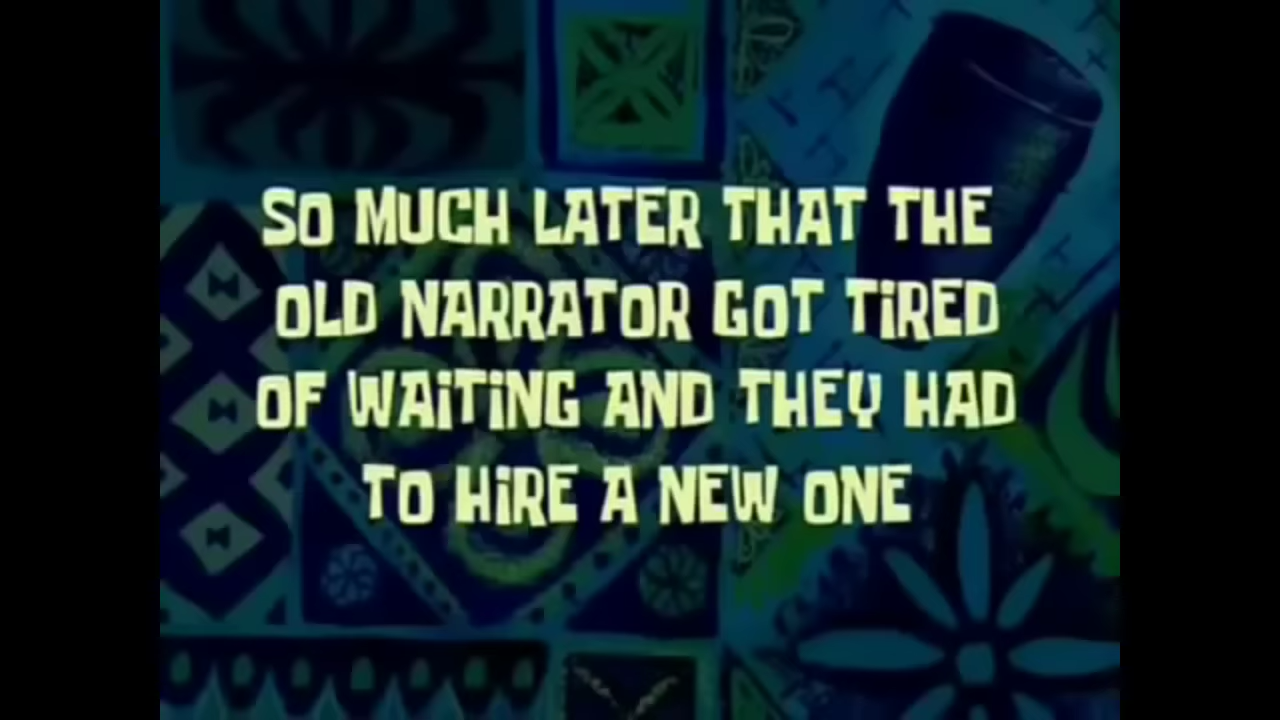 SO MUCH LATER THAT THE
OLD NARRATOR GOT TIRED
OF WAITING AND THEY HAD
TO HIRE A NEW ONE